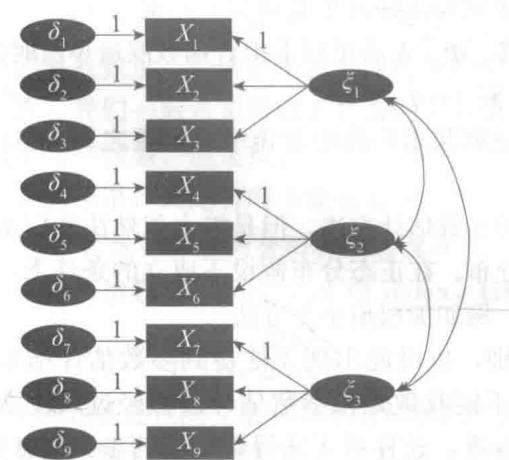 δ₁ 1 X₁ 1
δ₂ 1 X₂ ξ₁
δ₃ 1 X₃
δ₄ 1 X₄ 1
δ₅ 1 X₅ ξ₂
δ₆ 1 X₆
δ₇ 1 X₇ 1
δ₈ 1 X₈ ξ₃
δ₉ 1 X₉